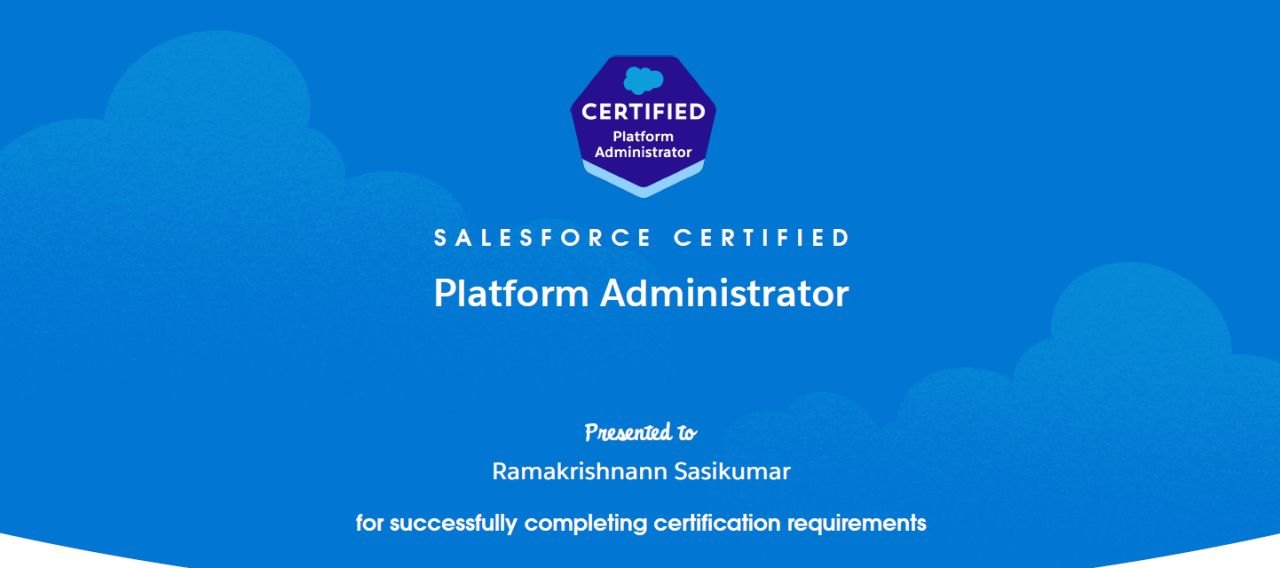 CERTIFIED
Platform
Administrator
SALESFORCE CERTIFIED
Platform Administrator
Presented to
Ramakrishnann Sasikumar
for successfully completing certification requirements